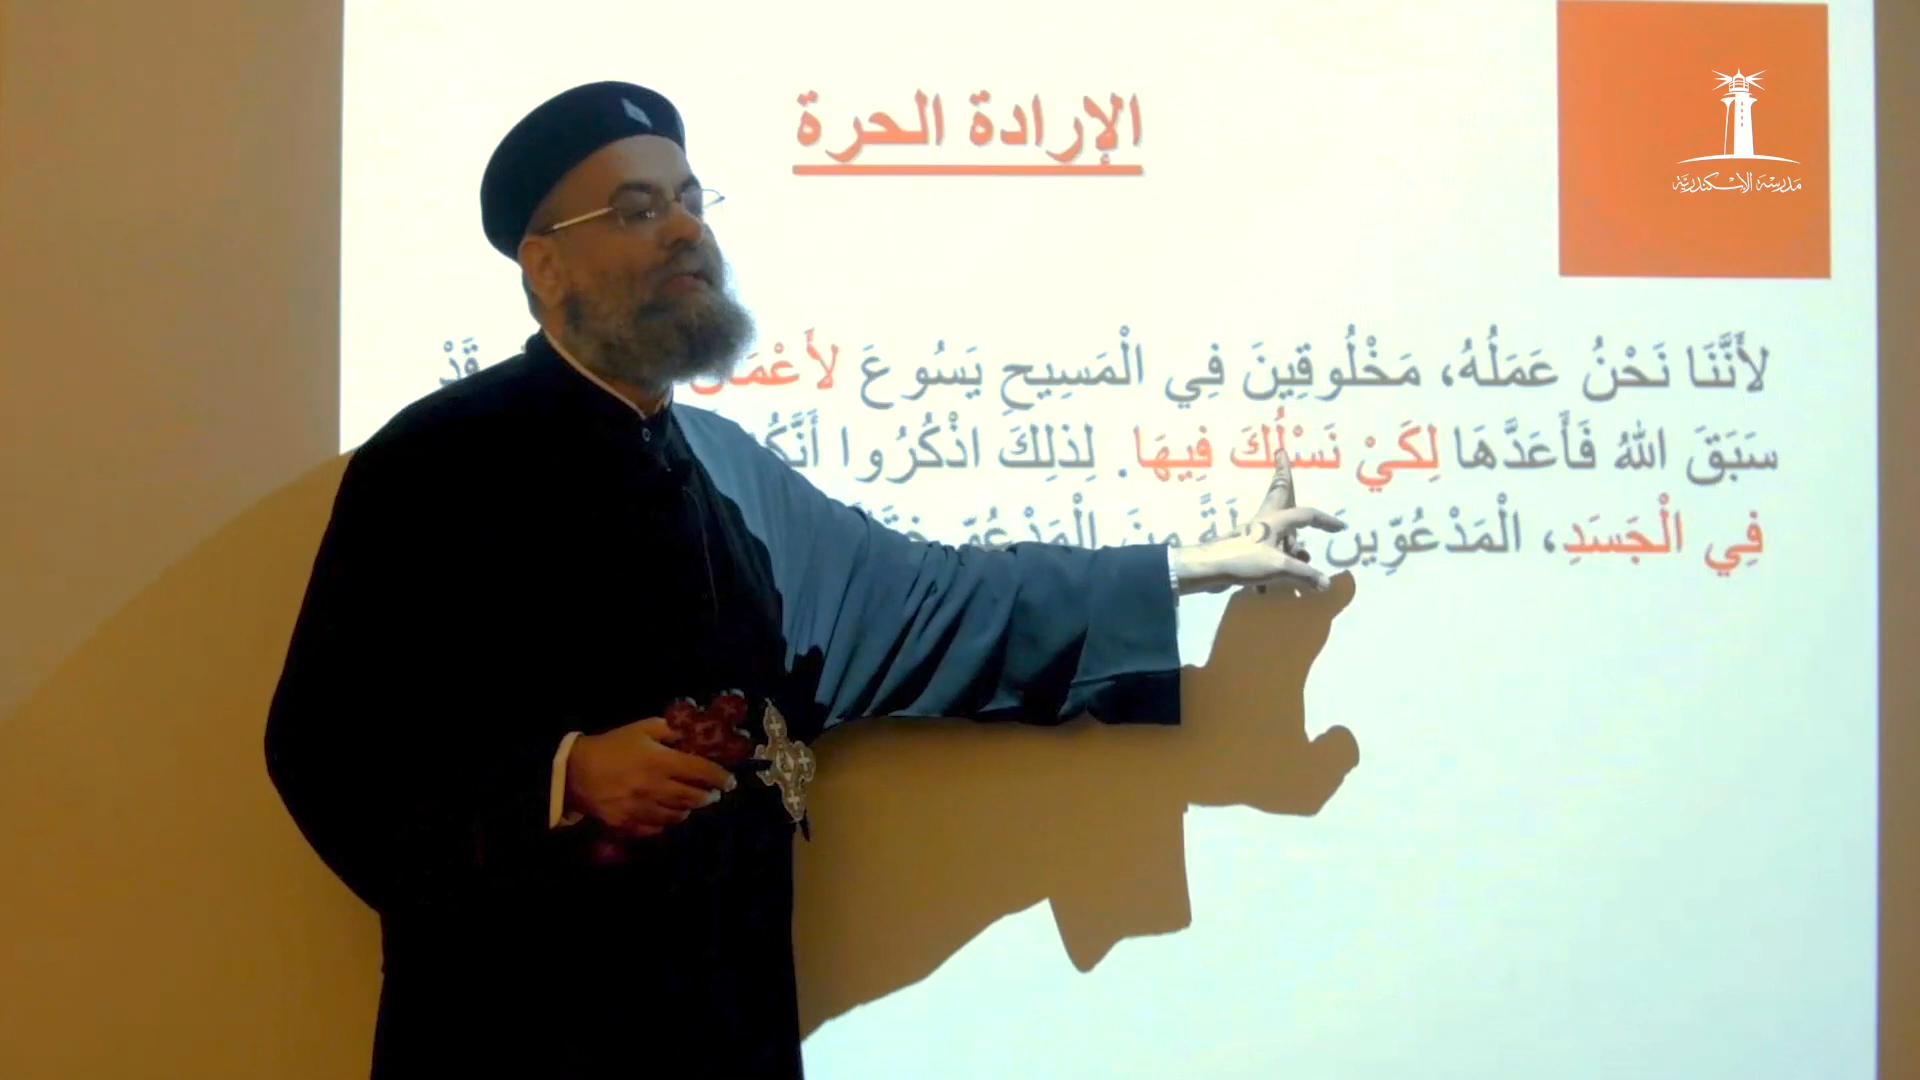 الإرادة الحرة
مدرسة الإسكندرية
لأَنَّنَا نَحْنُ عَمَلُهُ، مَخْلُوقِينَ فِي الْمَسِيحِ يَسُوعَ لأَعْمَال قَدْ
سَبَقَ اللهُ فَأَعَدَّهَا لِكَيْ نَسْلُكَ فِيهَا. لِذلِكَ اذْكُرُوا
فِي الْجَسَدِ، الْمَدْعُوِّينَ مِنَ